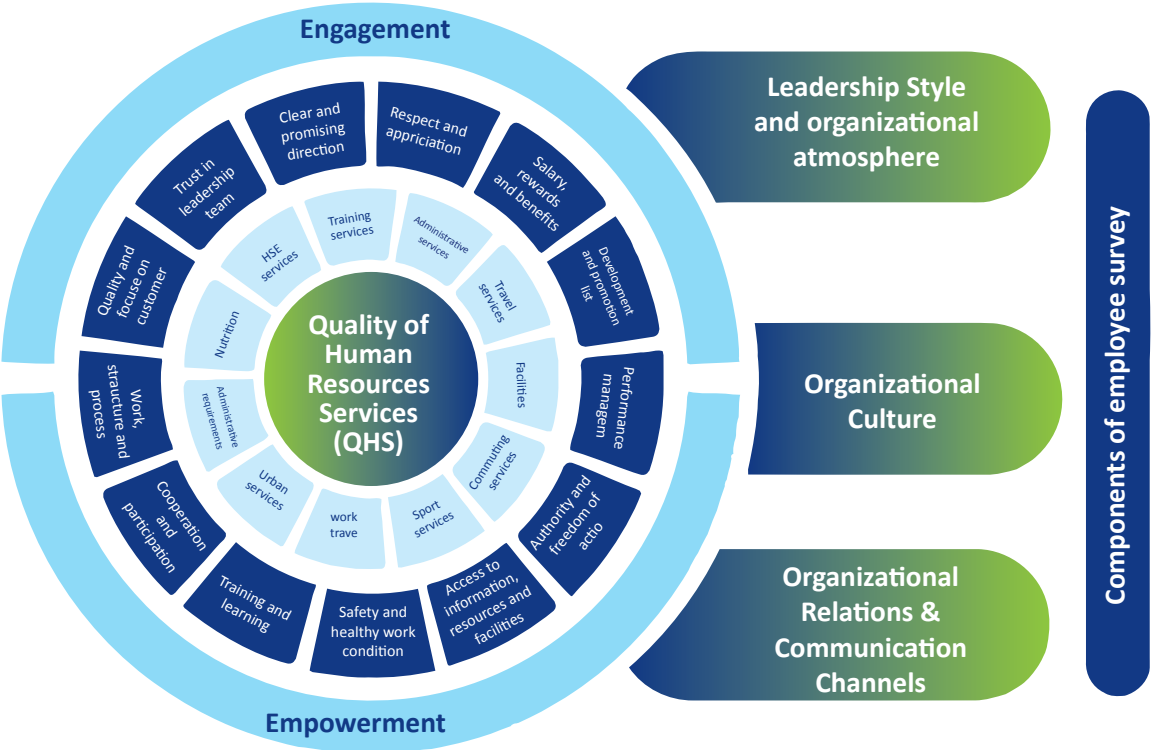 Engagement
Clear and
promising
direction
Respect and
appriciation
Salary,
rewards
and benefits
Development
and promotion
list
Performance
managem
Authority and
freedom of
actio
Access to
information,
resources and
facilities
Safety and
healthy work
condition
Training and
learning
Cooperation
and
participation
Work,
straucture and
process
Quality and
focuse on
customer
Trust in
leadership
team
Training
services
Administrative
services
Travel
services
Facilities
Commuting
services
Sport
services
work
trave
Urban
services
Administrative
requirements
Nutrition
HSE
services
Quality of
Human
Resources
Services
(QHS)
Empowerment
Leadership Style
and organizational
atmosphere
Organizational
Culture
Organizational
Relations &
Communication
Channels
Components of employee survey